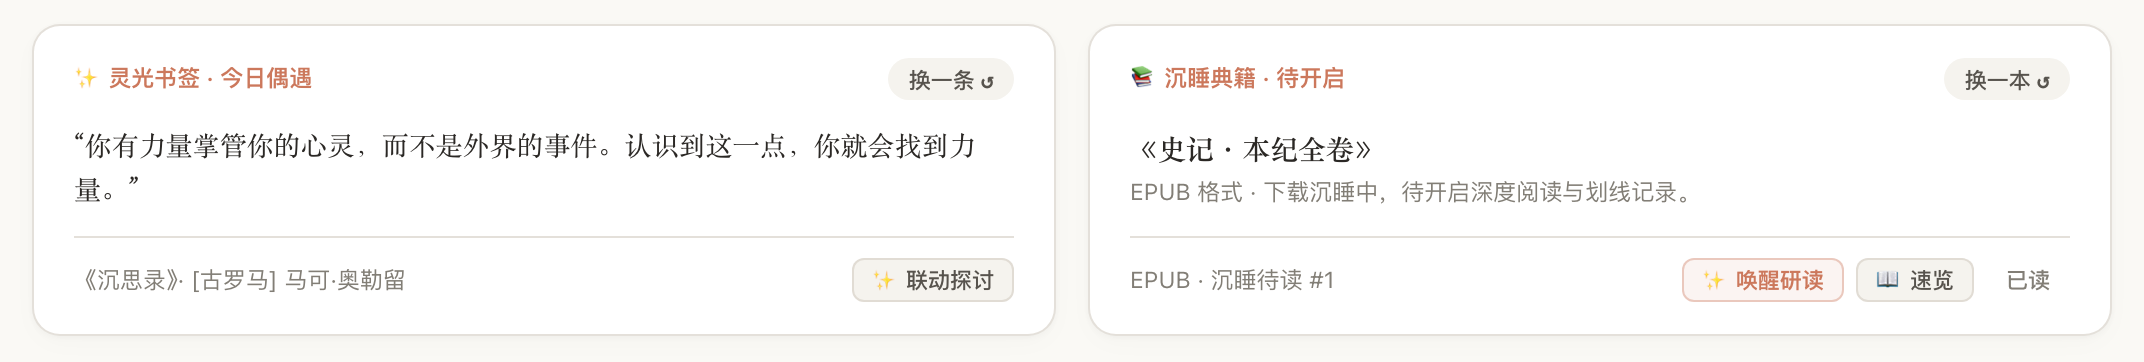 ✨ 灵光书签 · 今日偶遇
换一条 ↺
“你有力量掌管你的心灵，而不是外界的事件。认识到这一点，你就会找到力
量。”
《沉思录》· [古罗马] 马可·奥勒留
✨ 联动探讨
📚 沉睡典籍 · 待开启
换一本 ↺
《史记 · 本纪全卷》
EPUB 格式 · 下载沉睡中，待开启深度阅读与划线记录。
EPUB · 沉睡待读 #1
✨ 唤醒研读
📖 速览
已读